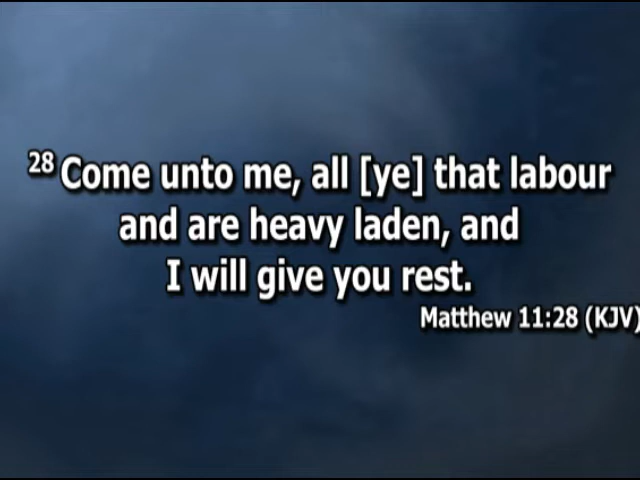 28 Come unto me, all [ye] that labour
and are heavy laden, and
I will give you rest.
Matthew 11:28 (KJV)